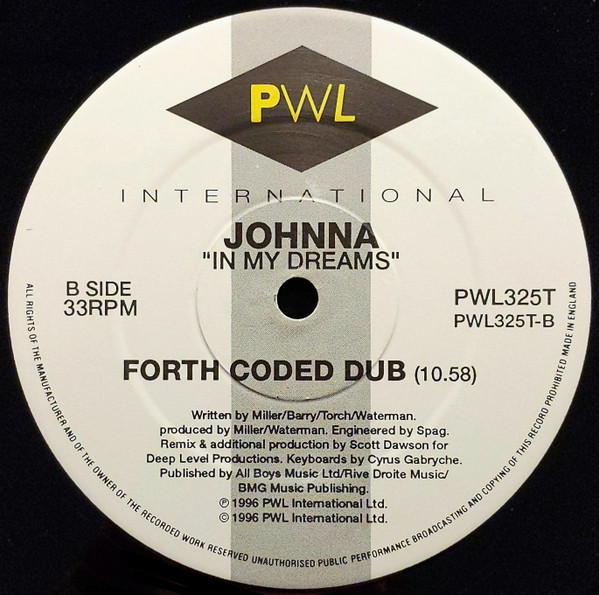 PWL
INTERNATIONAL
JOHNNA
"IN MY DREAMS"
B SIDE
33RPM
PWL325T
PWL325T-B
FORTH CODED DUB (10.58)
Written by Miller/Barry/Torch/Waterman.
produced by Miller/Waterman. Engineered by Spag.
Remix & additional production by Scott Dawson for
Deep Level Productions. Keyboards by Cyrus Gabryche.
Published by All Boys Music Ltd/Rive Droite Music/
BMG Music Publishing.
℗ 1996 PWL International Ltd.
© 1996 PWL International Ltd.
ALL RIGHTS OF THE MANUFACTURER AND OF THE OWNER OF THE RECORDED WORK RESERVED UNAUTHORISED PUBLIC PERFORMANCE BROADCASTING AND COPYING OF THIS RECORD PROHIBITED MADE IN ENGLAND